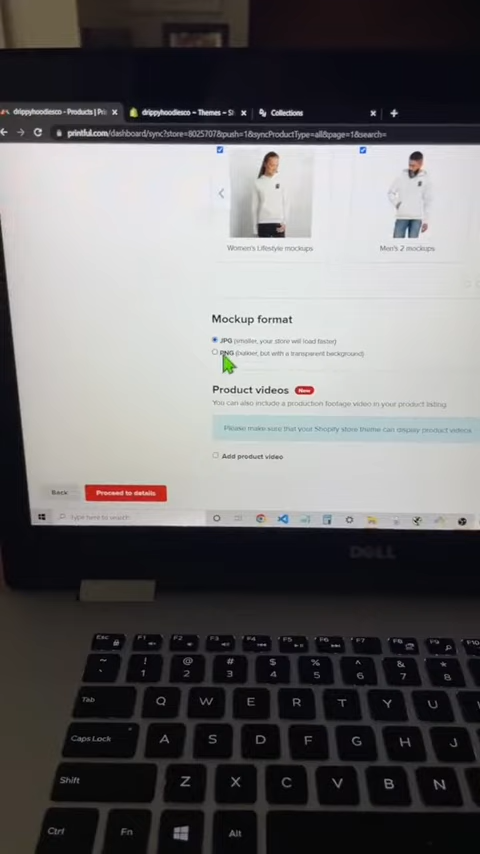 drippyhoodiesco - Products | Pri
drippyhoodiesco ~ Themes ~ S
Collections
printful.com/dashboard/sync?store=8025707&push=1&syncProductType=all&page=1&search=
Women's Lifestyle mockups
Men's 2 mockups
Mockup format
JPG (smaller, your store will load faster)
PNG (bulkier, but with a transparent background)
Product videos New
You can also include a production footage video in your product listing.
Please make sure that your Shopify store theme can display product videos
Add product video
Back
Proceed to details
Type here to search
DELL
Esc F1 F2 F3 F4 F5 F6 F7 F8 F9 F10
~ ! @ # $ % ^ & *
` 1 2 3 4 5 6 7 8
Tab Q W E R T Y U
Caps Lock A S D F G H J
Shift Z X C V B N
Ctrl Fn Alt